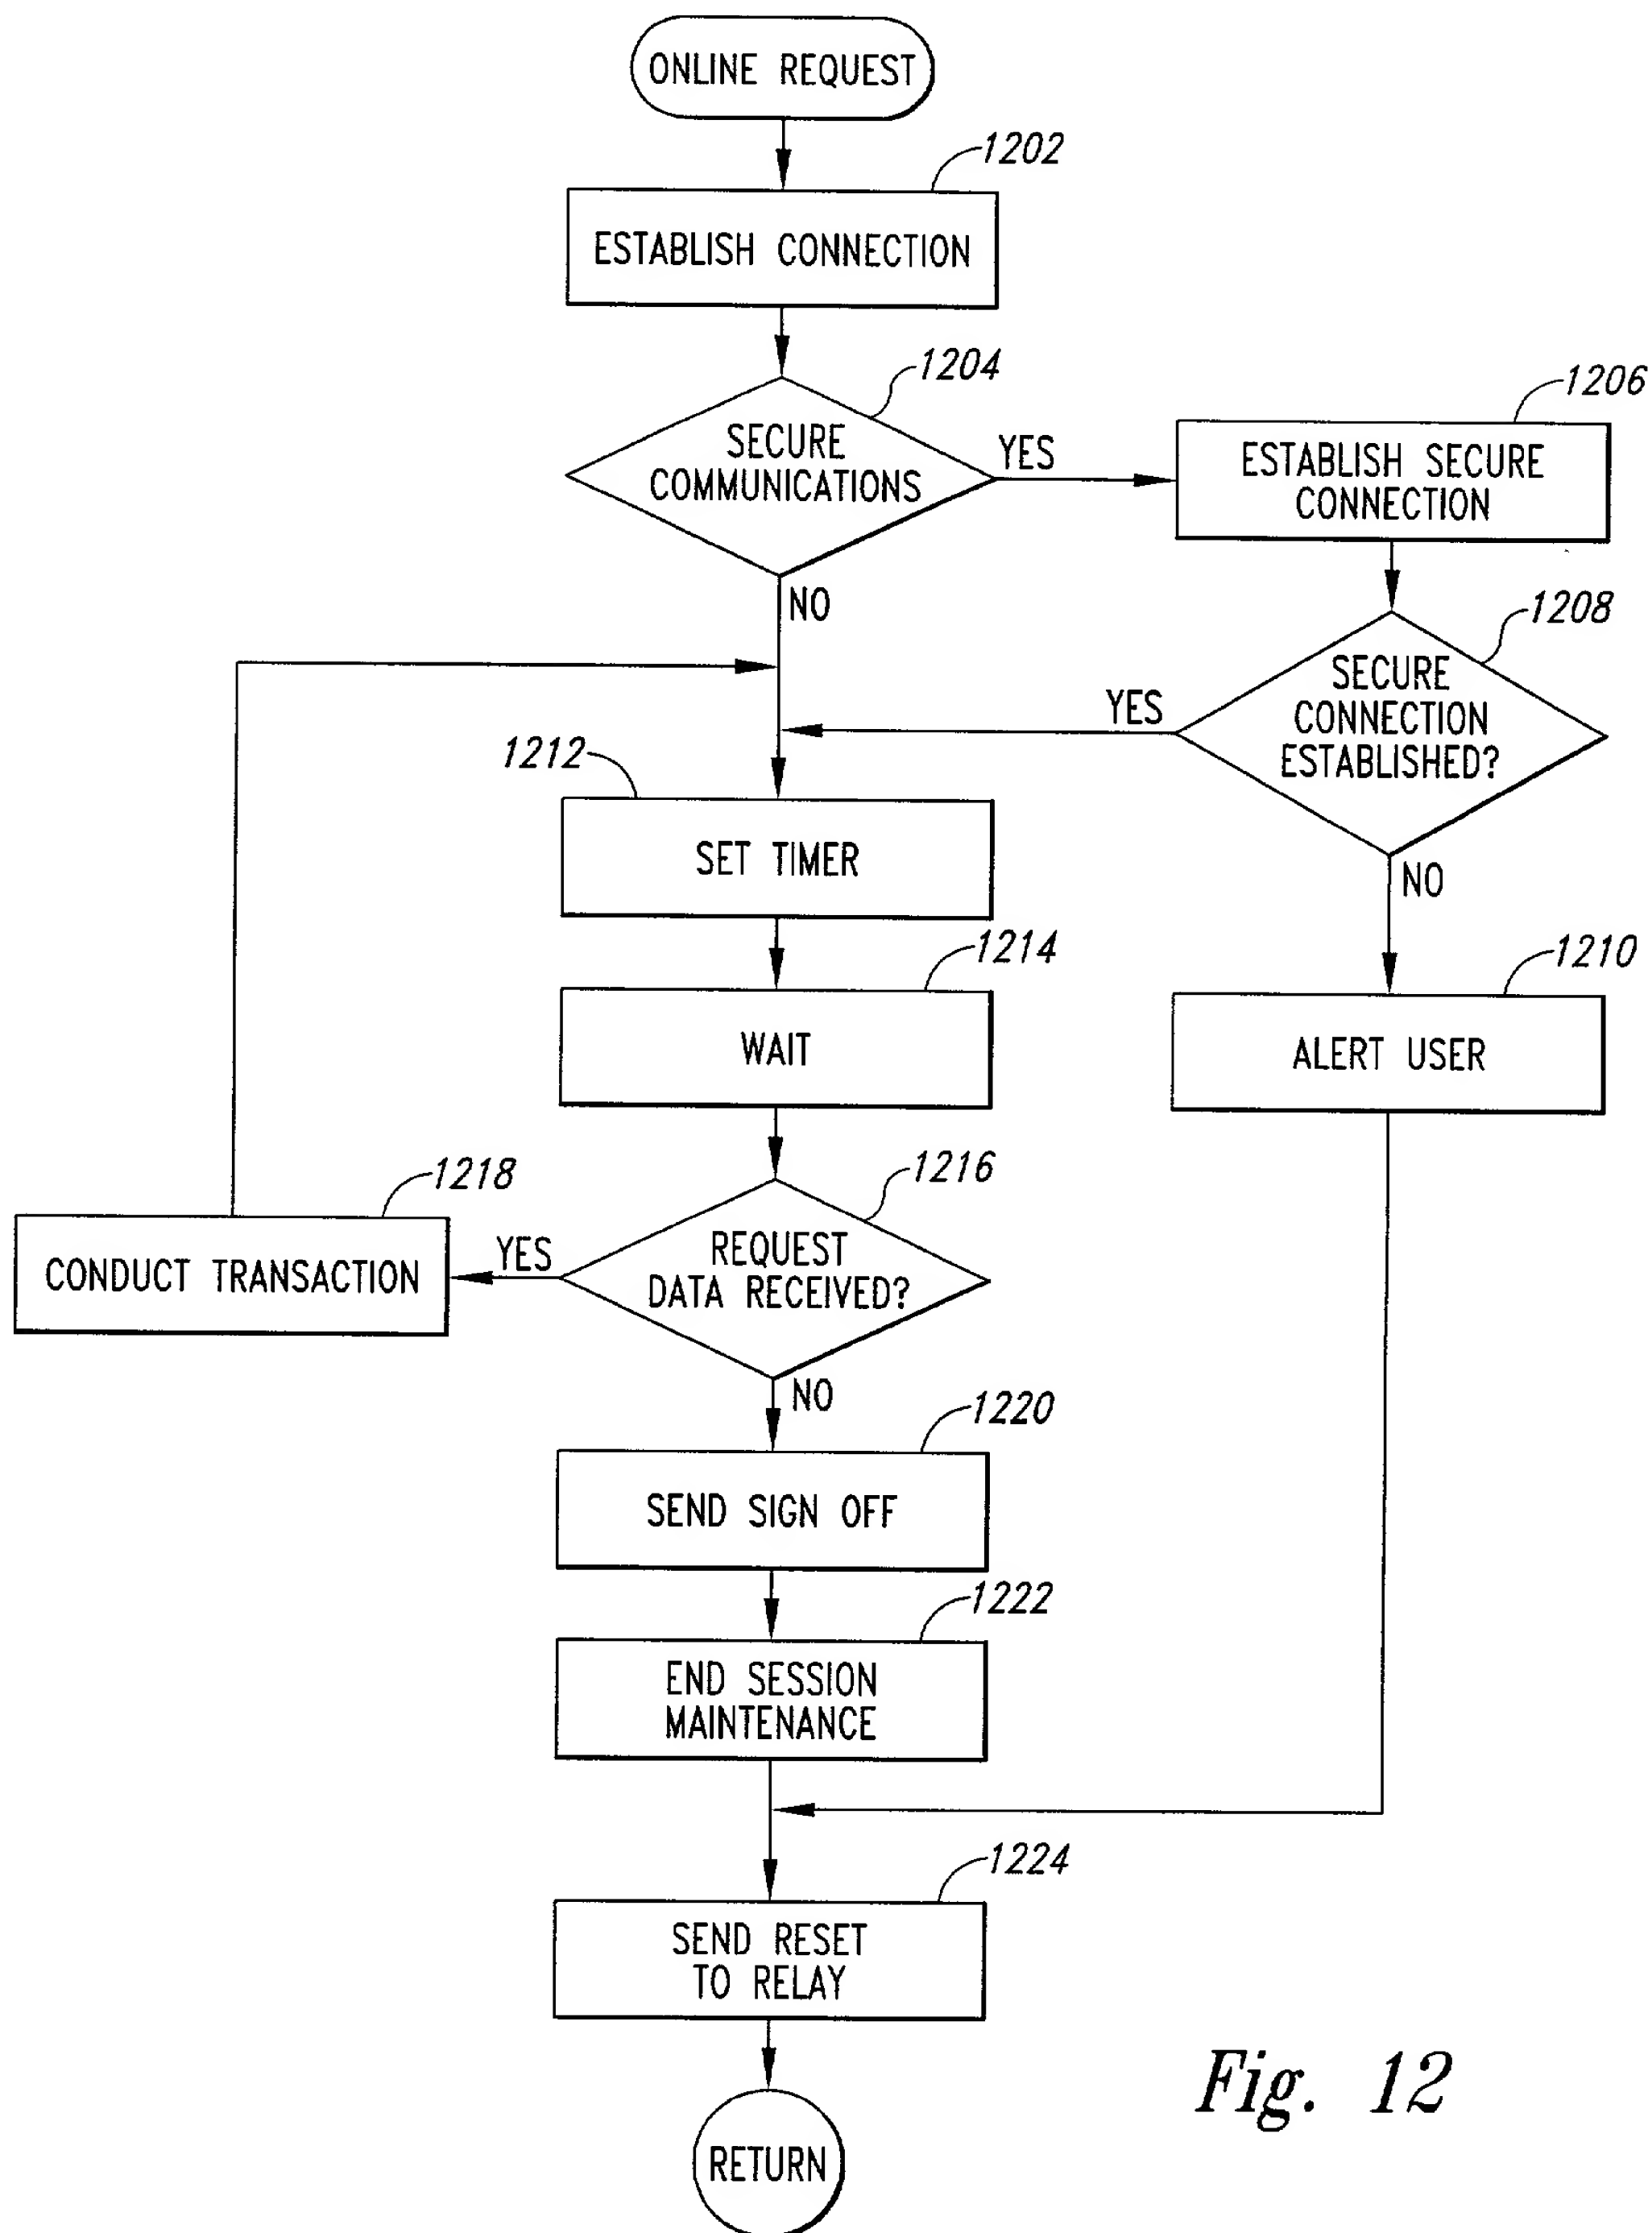 ONLINE REQUEST
1202
ESTABLISH CONNECTION
1204
SECURE
COMMUNICATIONS
YES
1206
ESTABLISH SECURE
CONNECTION
NO
1208
SECURE
CONNECTION
ESTABLISHED?
YES
NO
1212
SET TIMER
1214
WAIT
1210
ALERT USER
1216
REQUEST
DATA RECEIVED?
YES
1218
CONDUCT TRANSACTION
NO
1220
SEND SIGN OFF
1222
END SESSION
MAINTENANCE
1224
SEND RESET
TO RELAY
RETURN
Fig. 12